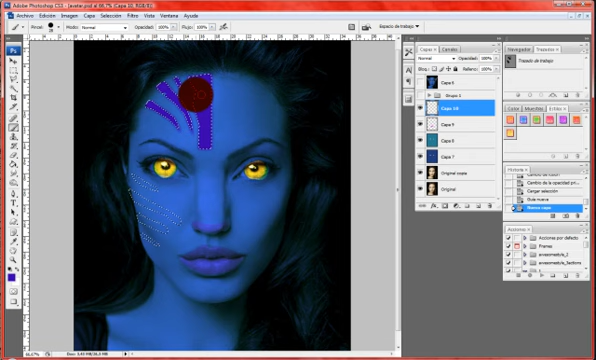 Adobe Photoshop CS3 - [avatar.psd al 66,7% (Capa 10, RGB/8)]
Archivo Edición Imagen Capa Selección Filtro Vista Ventana Ayuda
Pincel: Modo: Normal Opacidad: 100% Flujo: 100% Espacio de trabajo
Capas Canales
Normal Opacidad: 100%
Bloq.: Relleno: 100%
Capa 6
Grupo 1
Capa 10
Capa 9
Capa 8
Capa 7
Original copia
Original
Navegador Trazados
Trazado de trabajo
Color Muestras Estilos
Historia
Cambio de la opacidad pri...
Cargar selección
Guía nueva
Nueva capa
Acciones
Acciones por defecto
Frames
66,67%